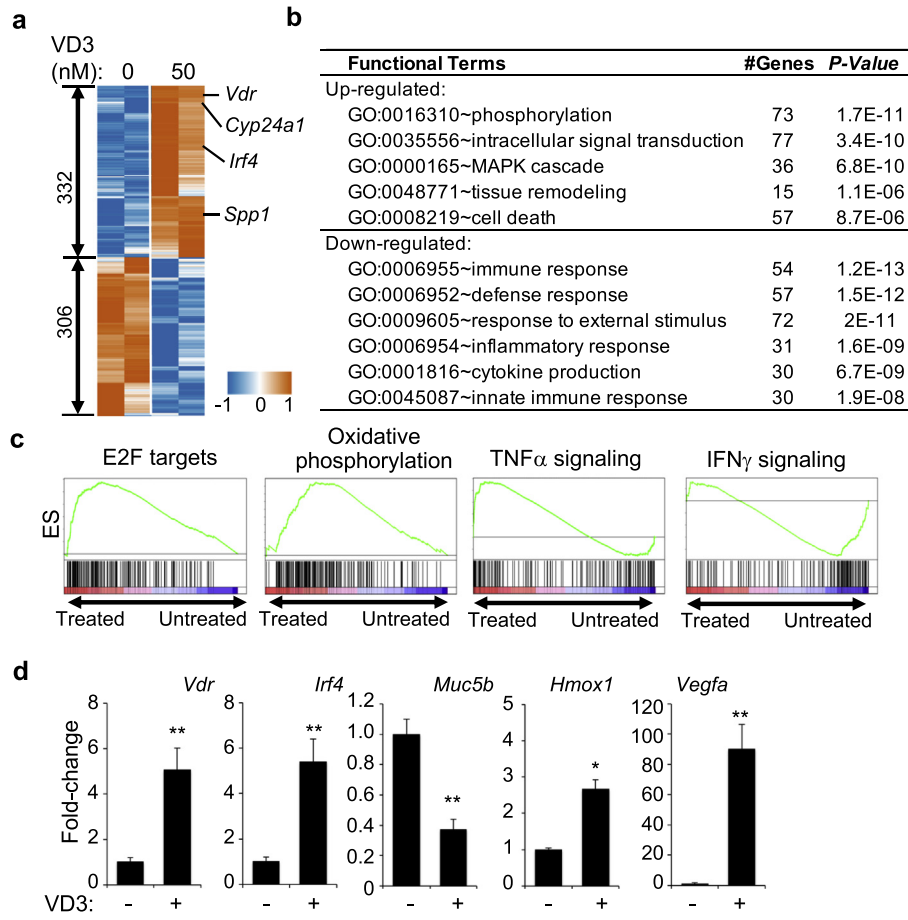 a
VD3
(nM): 0 50
Vdr
Cyp24a1
Irf4
Spp1
332
306
-1 0 1
b
Functional Terms #Genes P-Value
Up-regulated:
GO:0016310~phosphorylation 73 1.7E-11
GO:0035556~intracellular signal transduction 77 3.4E-10
GO:0000165~MAPK cascade 36 6.8E-10
GO:0048771~tissue remodeling 15 1.1E-06
GO:0008219~cell death 57 8.7E-06
Down-regulated:
GO:0006955~immune response 54 1.2E-13
GO:0006952~defense response 57 1.5E-12
GO:0009605~response to external stimulus 72 2E-11
GO:0006954~inflammatory response 31 1.6E-09
GO:0001816~cytokine production 30 6.7E-09
GO:0045087~innate immune response 30 1.9E-08
c
E2F targets
Oxidative
phosphorylation
TNFα signaling
IFNγ signaling
ES
Treated Untreated
Treated Untreated
Treated Untreated
Treated Untreated
d
Fold-change
Vdr
8
6
4
2
0
**
Irf4
8
6
4
2
0
**
Muc5b
1.2
1.0
0.8
0.6
0.4
0.2
0
**
Hmox1
5
4
3
2
1
0
*
Vegfa
120
100
80
60
40
20
0
**
VD3: - + - + - + - + - +